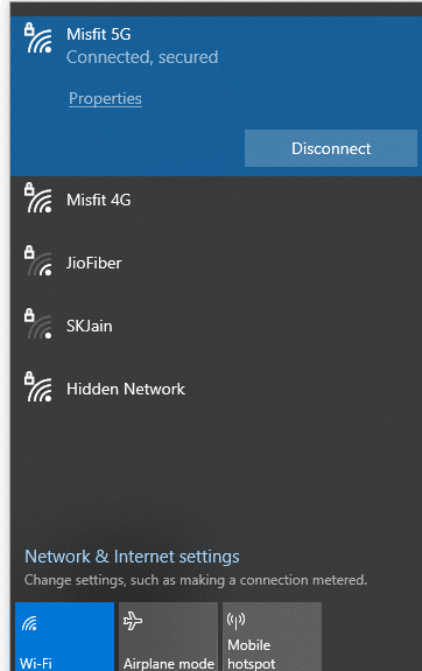 Misfit 5G
Connected, secured
Properties
Disconnect
Misfit 4G
JioFiber
SKJain
Hidden Network
Network & Internet settings
Change settings, such as making a connection metered.
Wi-Fi
Airplane mode
Mobile
hotspot